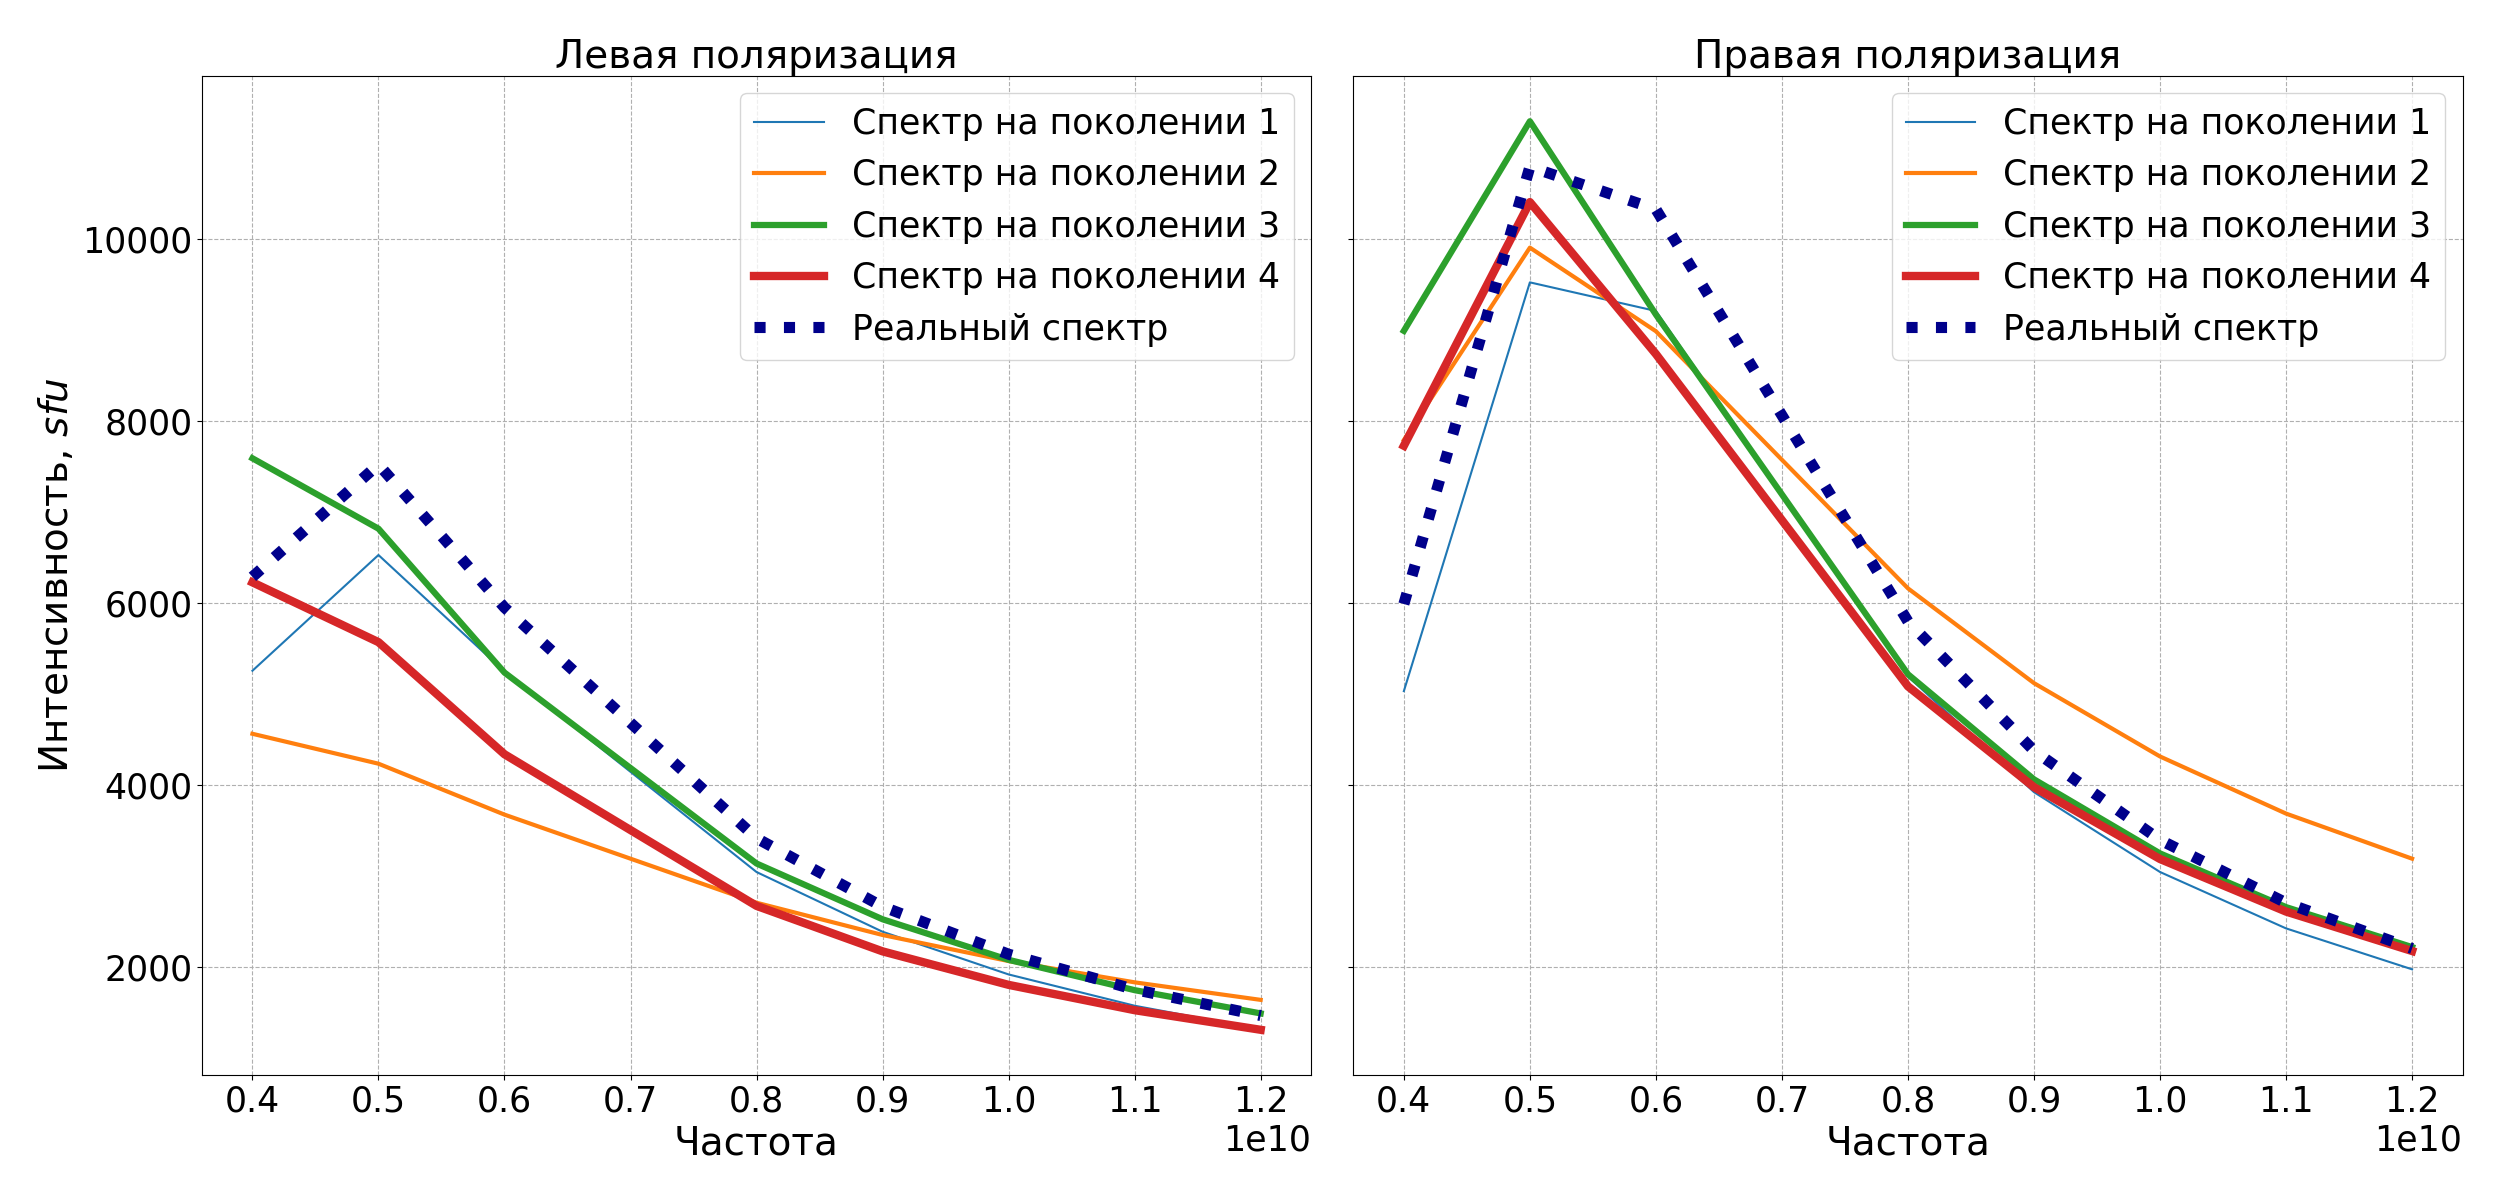 Левая поляризация
Спектр на поколении 1
Спектр на поколении 2
Спектр на поколении 3
Спектр на поколении 4
Реальный спектр
Интенсивность, sfu
10000
8000
6000
4000
2000
0.4 0.5 0.6 0.7 0.8 0.9 1.0 1.1 1.2
1e10
Частота
Правая поляризация
Спектр на поколении 1
Спектр на поколении 2
Спектр на поколении 3
Спектр на поколении 4
Реальный спектр
0.4 0.5 0.6 0.7 0.8 0.9 1.0 1.1 1.2
1e10
Частота